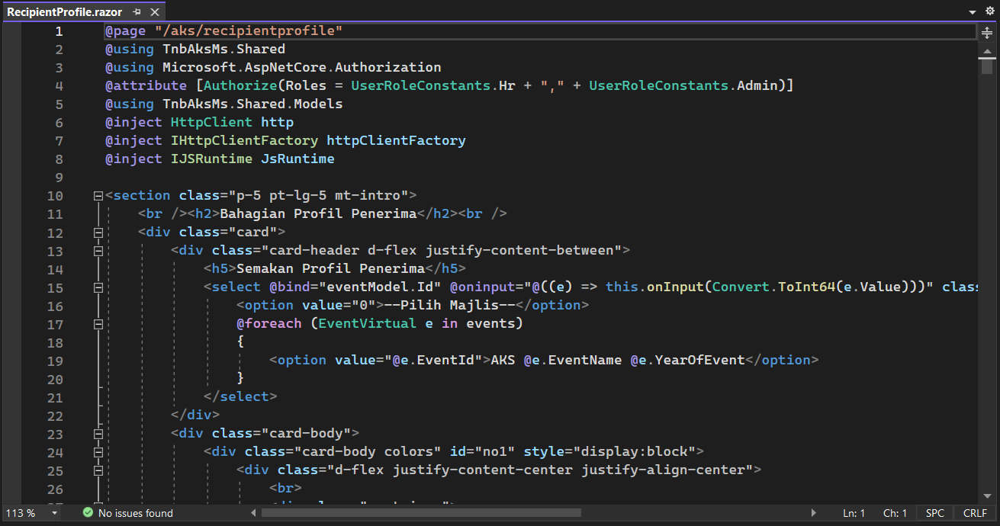 RecipientProfile.razor
1 @page "/aks/recipientprofile"
2 @using TnbAksMs.Shared
3 @using Microsoft.AspNetCore.Authorization
4 @attribute [Authorize(Roles = UserRoleConstants.Hr + "," + UserRoleConstants.Admin)]
5 @using TnbAksMs.Shared.Models
6 @inject HttpClient http
7 @inject IHttpClientFactory httpClientFactory
8 @inject IJSRuntime JsRuntime
9
10 <section class="p-5 pt-lg-5 mt-intro">
11 <br /><h2>Bahagian Profil Penerima</h2><br />
12 <div class="card">
13 <div class="card-header d-flex justify-content-between">
14 <h5>Semakan Profil Penerima</h5>
15 <select @bind="eventModel.Id" @oninput="@((e) => this.onInput(Convert.ToInt64(e.Value)))" clas
16 <option value="0">--Pilih Majlis--</option>
17 @foreach (EventVirtual e in events)
18 {
19 <option value="@e.EventId">AKS @e.EventName @e.YearOfEvent</option>
20 }
21 </select>
22 </div>
23 <div class="card-body">
24 <div class="card-body colors" id="no1" style="display:block">
25 <div class="d-flex justify-content-center justify-align-center">
26 <br>
113 % No issues found Ln: 1 Ch: 1 SPC CRLF